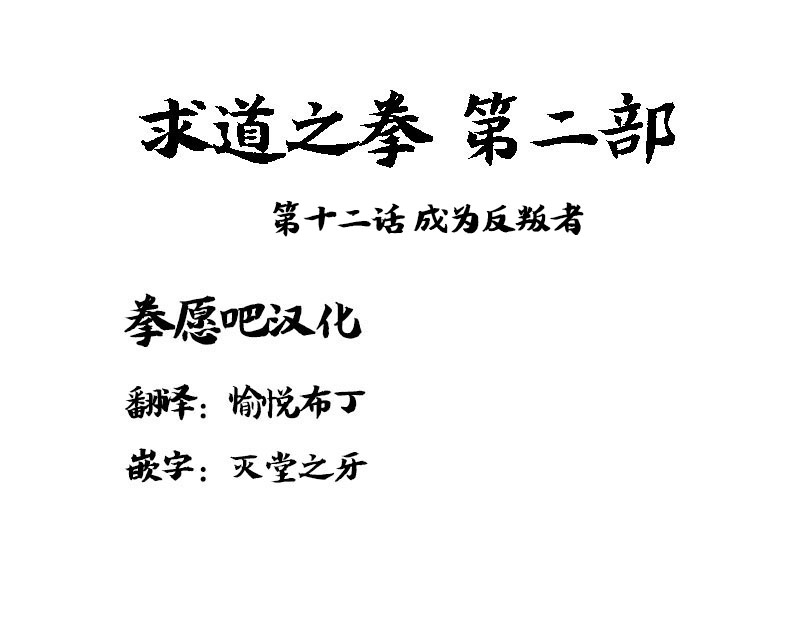 求道之拳 第二部
第十二话 成为反叛者
拳愿吧汉化
翻译：愉悦布丁
嵌字：灭堂之牙